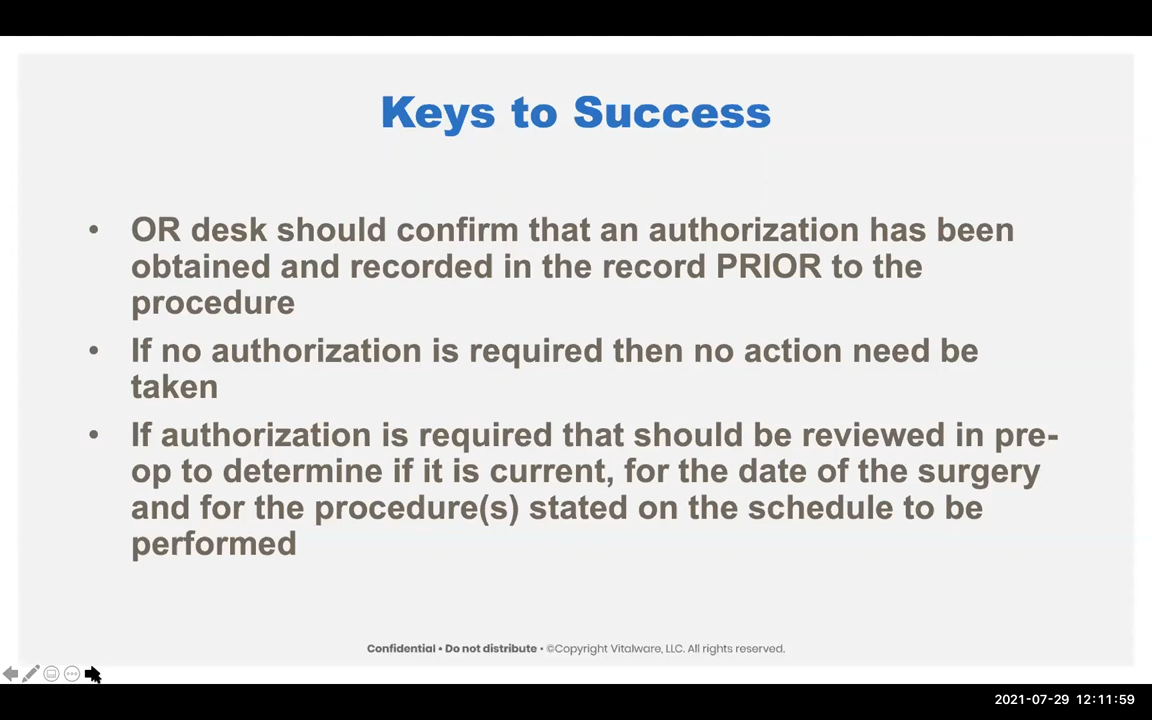 Keys to Success
• OR desk should confirm that an authorization has been
obtained and recorded in the record PRIOR to the
procedure
• If no authorization is required then no action need be
taken
• If authorization is required that should be reviewed in pre-
op to determine if it is current, for the date of the surgery
and for the procedure(s) stated on the schedule to be
performed
Confidential • Do not distribute • ©Copyright Vitalware, LLC. All rights reserved.
2021-07-29 12:11:59